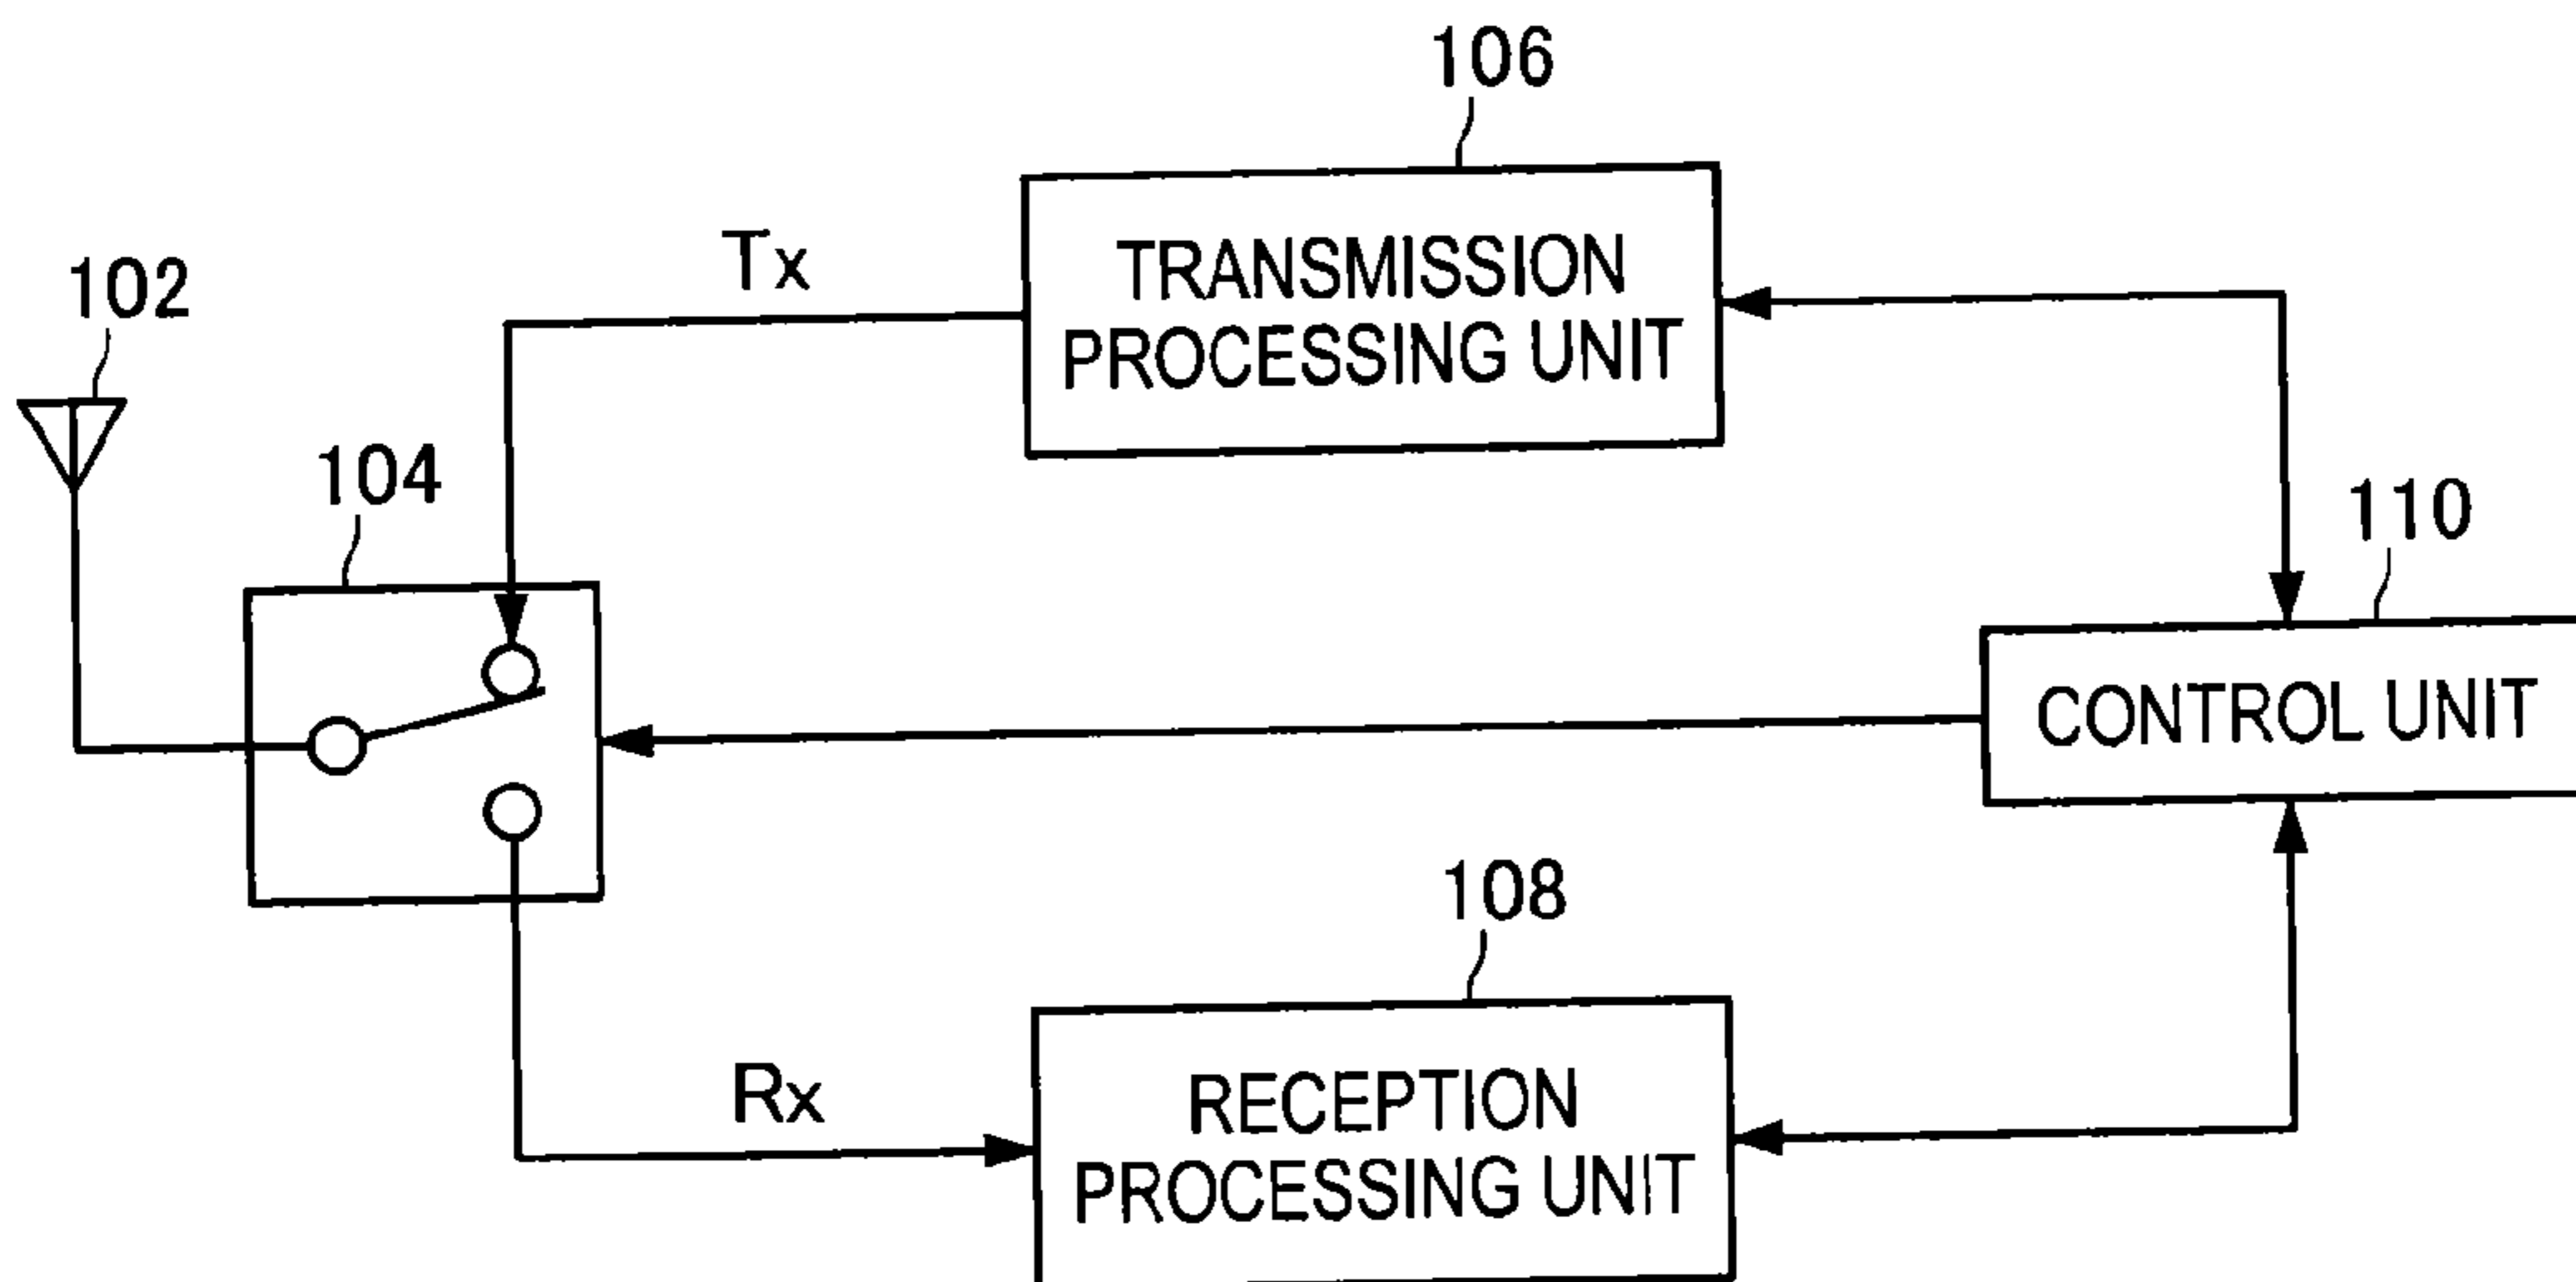 106
Tx
TRANSMISSION
PROCESSING UNIT
102
104
110
CONTROL UNIT
108
Rx
RECEPTION
PROCESSING UNIT